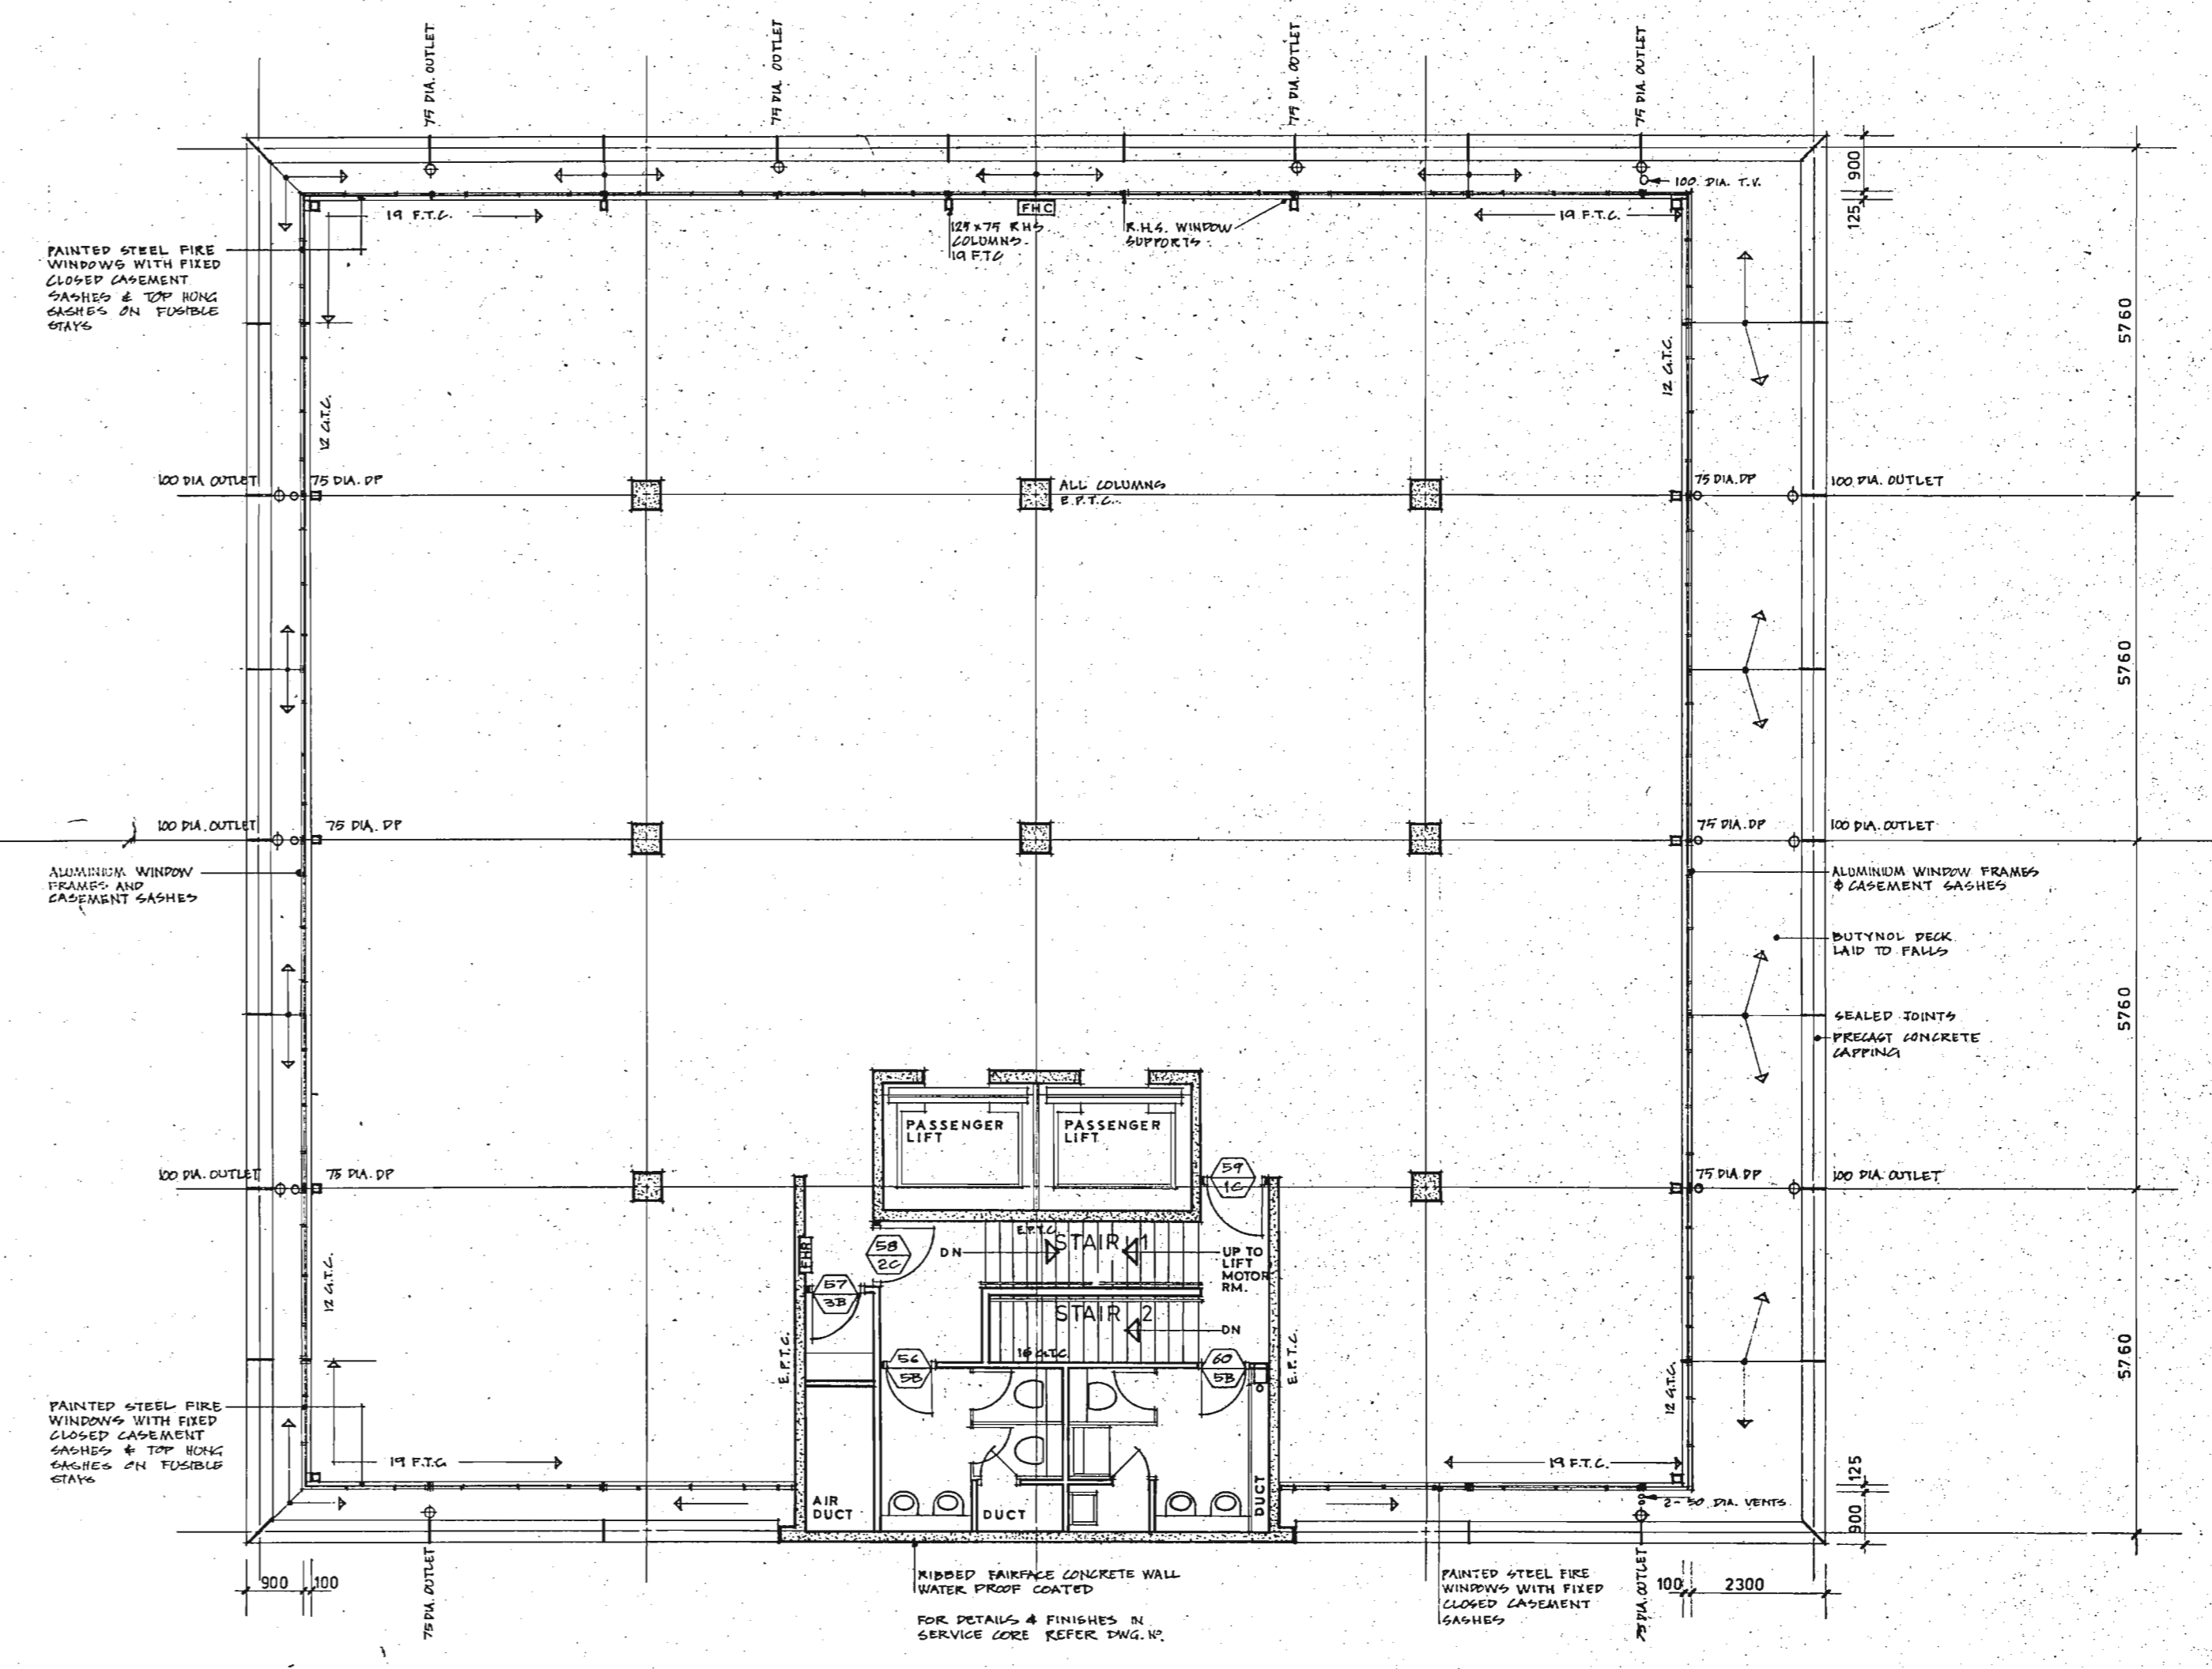 75 DIA. OUTLET
75 DIA. OUTLET
75 DIA. OUTLET
75 DIA. OUTLET
900
125
100 DIA. T.V.
19 F.T.C.
FHC
125 x 75 RHS
COLUMNS
19 F.T.C
R.H.S. WINDOW
SUPPORTS
19 F.T.C.
PAINTED STEEL FIRE
WINDOWS WITH FIXED
CLOSED CASEMENT
SASHES & TOP HUNG
SASHES ON FUSIBLE
STAYS
12 G.T.C.
12 G.T.C.
5760
100 DIA OUTLET
75 DIA. DP
ALL COLUMNS
E.P.T.C.
75 DIA. DP
100 DIA. OUTLET
5760
100 DIA. OUTLET
75 DIA. DP
75 DIA. DP
100 DIA. OUTLET
ALUMINIUM WINDOW
FRAMES AND
CASEMENT SASHES
ALUMINIUM WINDOW FRAMES
& CASEMENT SASHES
BUTYNOL DECK
LAID TO FALLS
5760
SEALED JOINTS
PRECAST CONCRETE
CAPPING
PASSENGER
LIFT
PASSENGER
LIFT
100 DIA. OUTLET
75 DIA. DP
59
1C
75 DIA DP
100 DIA. OUTLET
E.P.T.C.
FHR
58
2C
DN
STAIR 1
UP TO
LIFT
MOTOR
RM.
57
3B
STAIR 2
DN
12 G.T.C.
E.P.T.C.
E.P.T.C.
16 G.T.C.
56
5B
60
5B
12 G.T.C.
5760
PAINTED STEEL FIRE
WINDOWS WITH FIXED
CLOSED CASEMENT
SASHES & TOP HUNG
SASHES ON FUSIBLE
STAYS
19 F.T.C
19 F.T.C.
AIR
DUCT
DUCT
DUCT
2 - 50 DIA. VENTS
125
900
900
100
75 DIA. OUTLET
RIBBED FAIRFACE CONCRETE WALL
WATER PROOF COATED
FOR DETAILS & FINISHES IN
SERVICE CORE REFER DWG. Nº.
PAINTED STEEL FIRE
WINDOWS WITH FIXED
CLOSED CASEMENT
SASHES
75 DIA. OUTLET
100
2300